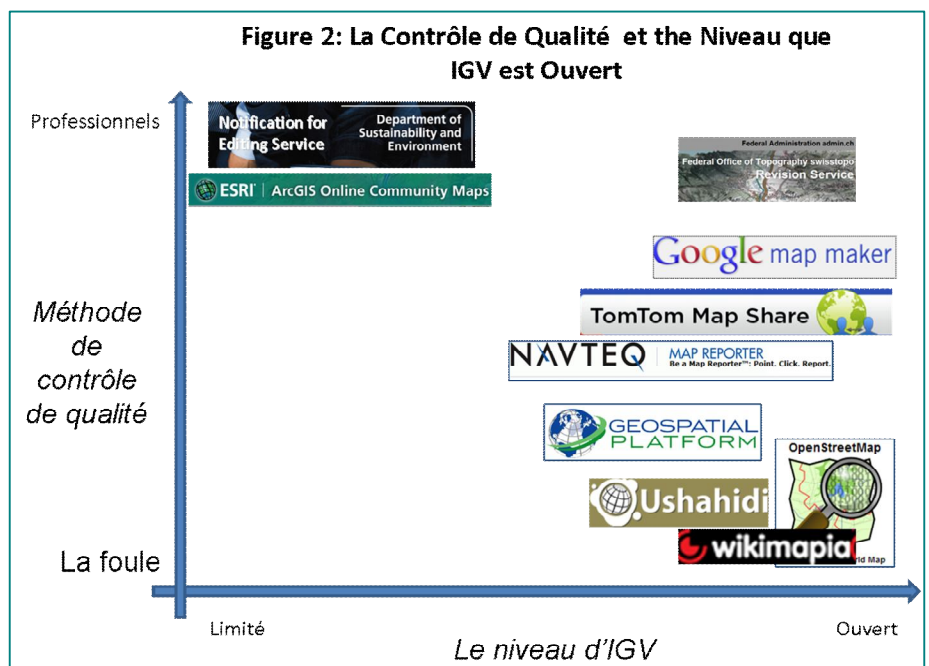 Figure 2: La Contrôle de Qualité et the Niveau que
IGV est Ouvert
Professionnels
Notification for
Editing Service
Department of
Sustainability and
Environment
ESRI | ArcGIS Online Community Maps
Federal Administration admin.ch
Federal Office of Topography swisstopo
Revision Service
Google map maker
TomTom Map Share
NAVTEQ | MAP REPORTER
Be a Map Reporter™: Point. Click. Report.
Méthode
de
contrôle
de qualité
GEOSPATIAL
PLATFORM
OpenStreetMap
Ushahidi
wikimapia
ld Map
La foule
Limité
Ouvert
Le niveau d'IGV